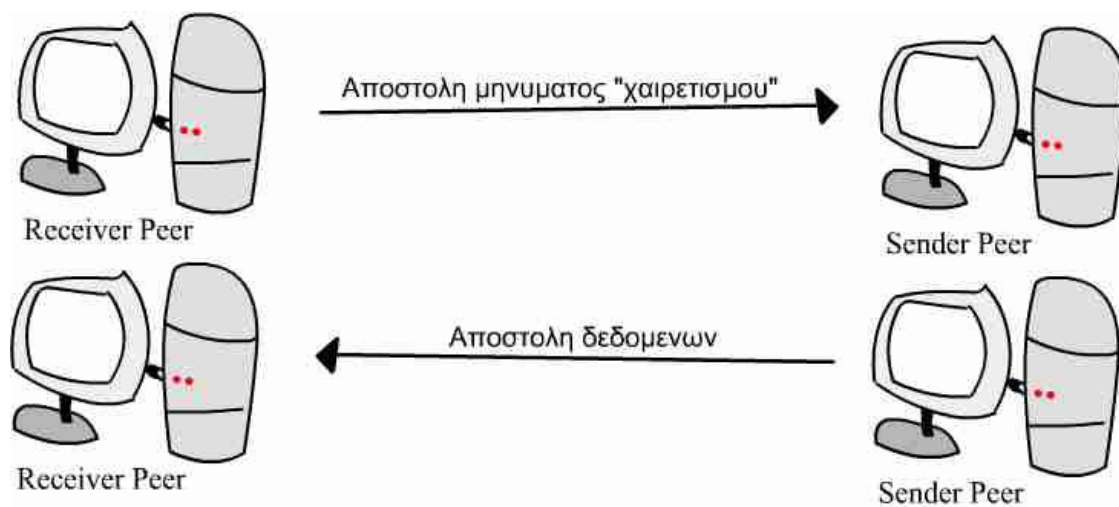 Αποστολη μηνυματος "χαιρετισμου"
Receiver Peer
Sender Peer
Αποστολη δεδομενων
Receiver Peer
Sender Peer